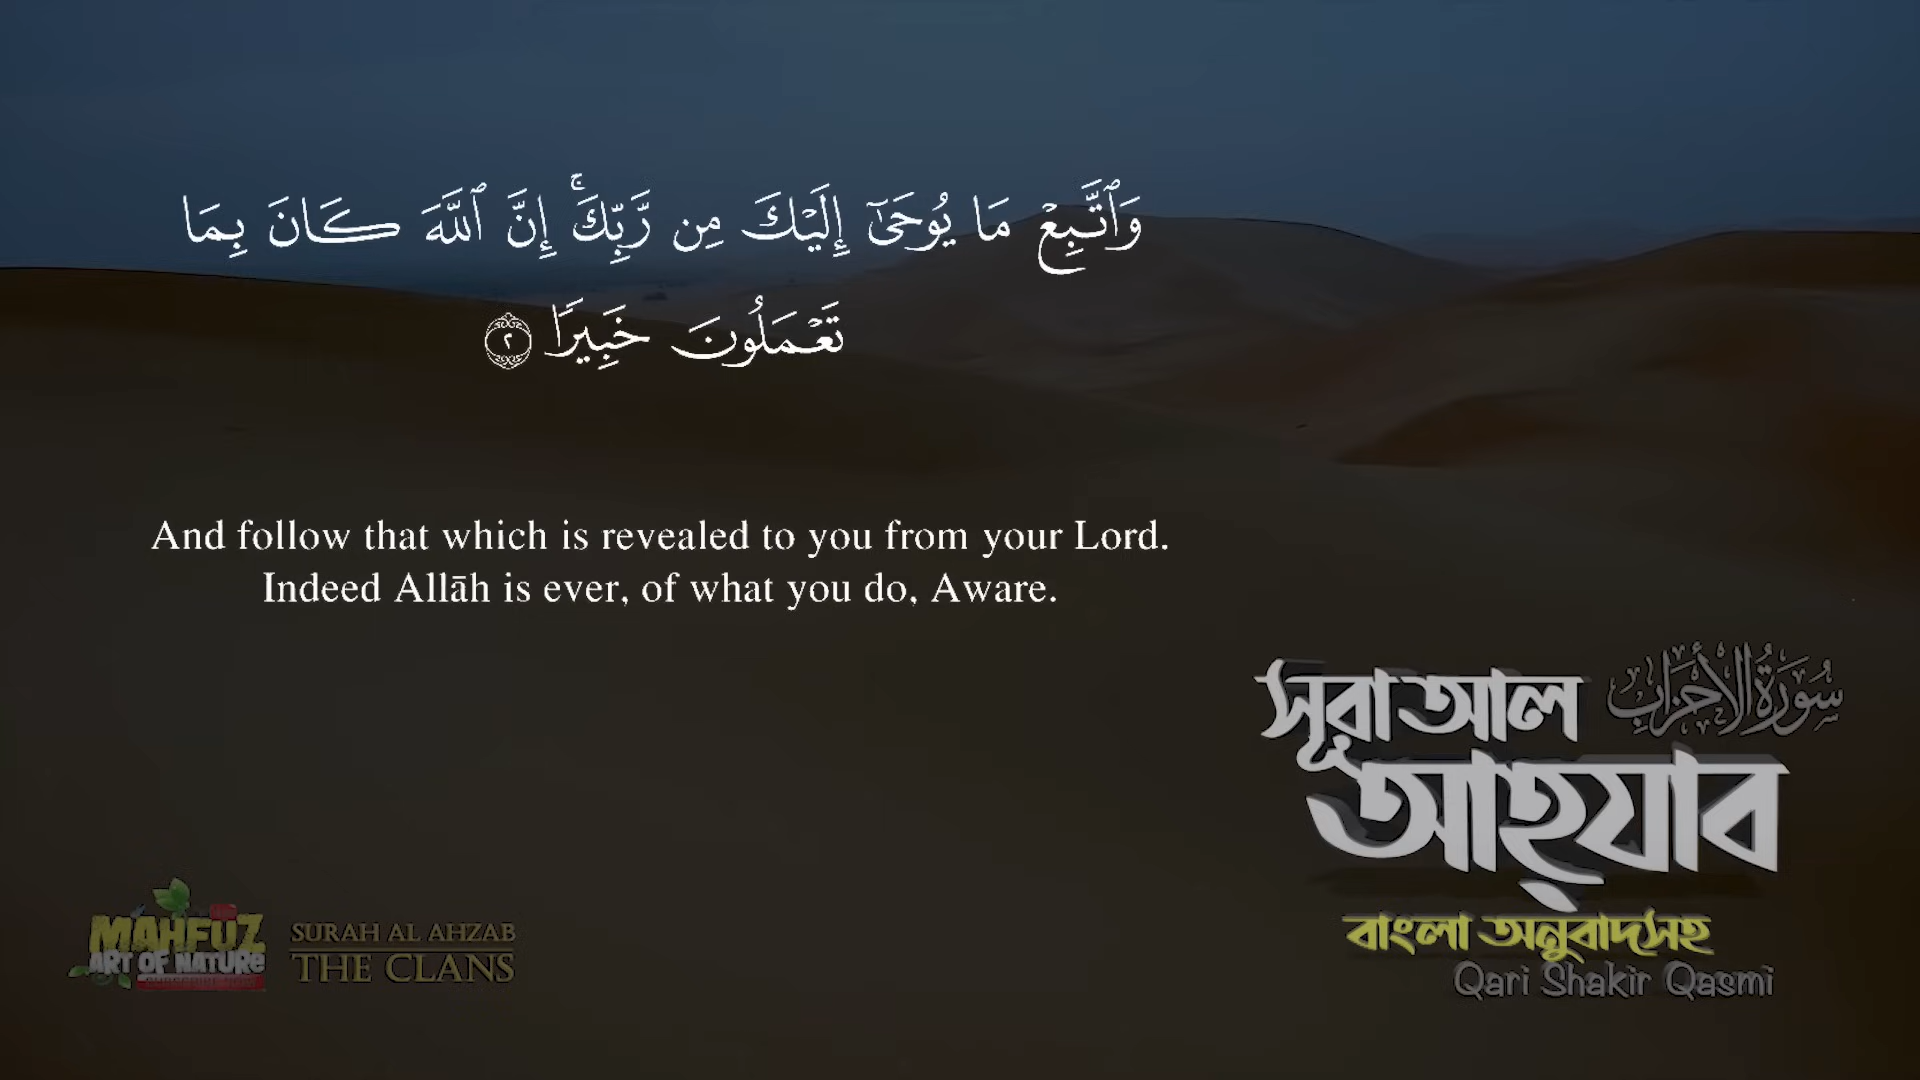 وَٱتَّبِعْ مَا يُوحَىٰٓ إِلَيْكَ مِن رَّبِّكَ ۚ إِنَّ ٱللَّهَ كَانَ بِمَا
تَعْمَلُونَ خَبِيرًا ٢
And follow that which is revealed to you from your Lord.
Indeed Allāh is ever, of what you do, Aware.
সূরা আল
سُورَةُ الأَحْزَابِ
আহ্‌যাব
বাংলা অনুবাদসহ
Qari Shakir Qasmi
MAHFUZ
ART OF NATURE
SURAH AL AHZAB
THE CLANS